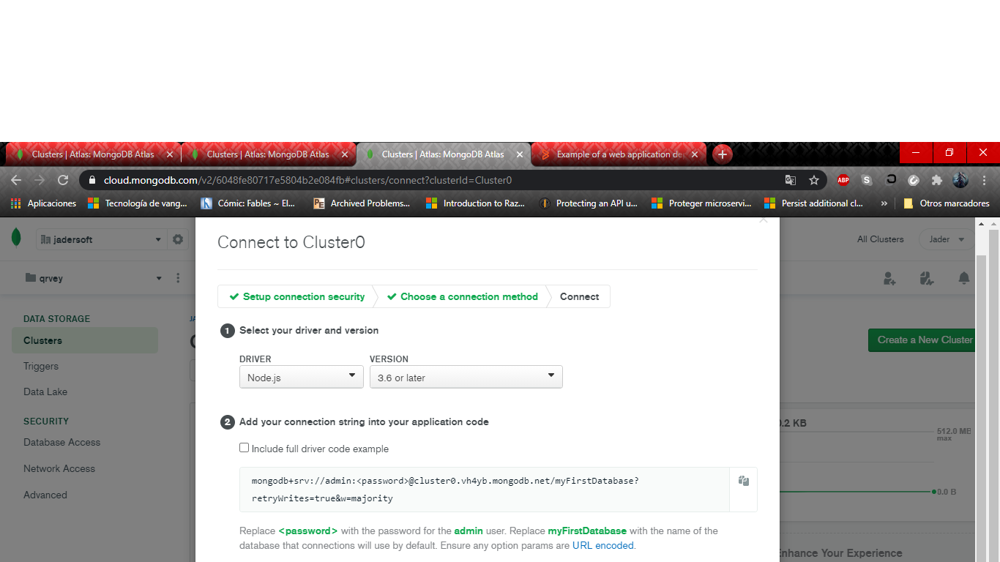 Clusters | Atlas: MongoDB Atlas
Clusters | Atlas: MongoDB Atlas
Clusters | Atlas: MongoDB Atlas
Example of a web application de
cloud.mongodb.com/v2/6048fe80717e5804b2e084fb#clusters/connect?clusterId=Cluster0
ABP
Aplicaciones
Tecnología de vang...
Cómic: Fables ~ El...
Archived Problems...
Introduction to Raz...
Protecting an API u...
Proteger microservi...
Persist additional cl...
»
Otros marcadores
jadersoft
All Clusters
Jader
qrvey
DATA STORAGE
Clusters
Triggers
Data Lake
SECURITY
Database Access
Network Access
Advanced
JA
C
Create a New Cluster
Connect to Cluster0
Setup connection security
Choose a connection method
Connect
1 Select your driver and version
DRIVER VERSION
Node.js 3.6 or later
2 Add your connection string into your application code
Include full driver code example
mongodb+srv://admin:<password>@cluster0.vh4yb.mongodb.net/myFirstDatabase?
retryWrites=true&w=majority
Replace <password> with the password for the admin user. Replace myFirstDatabase with the name of the
database that connections will use by default. Ensure any option params are URL encoded.
0.2 KB
512.0 MB
max
0.0 B
Enhance Your Experience